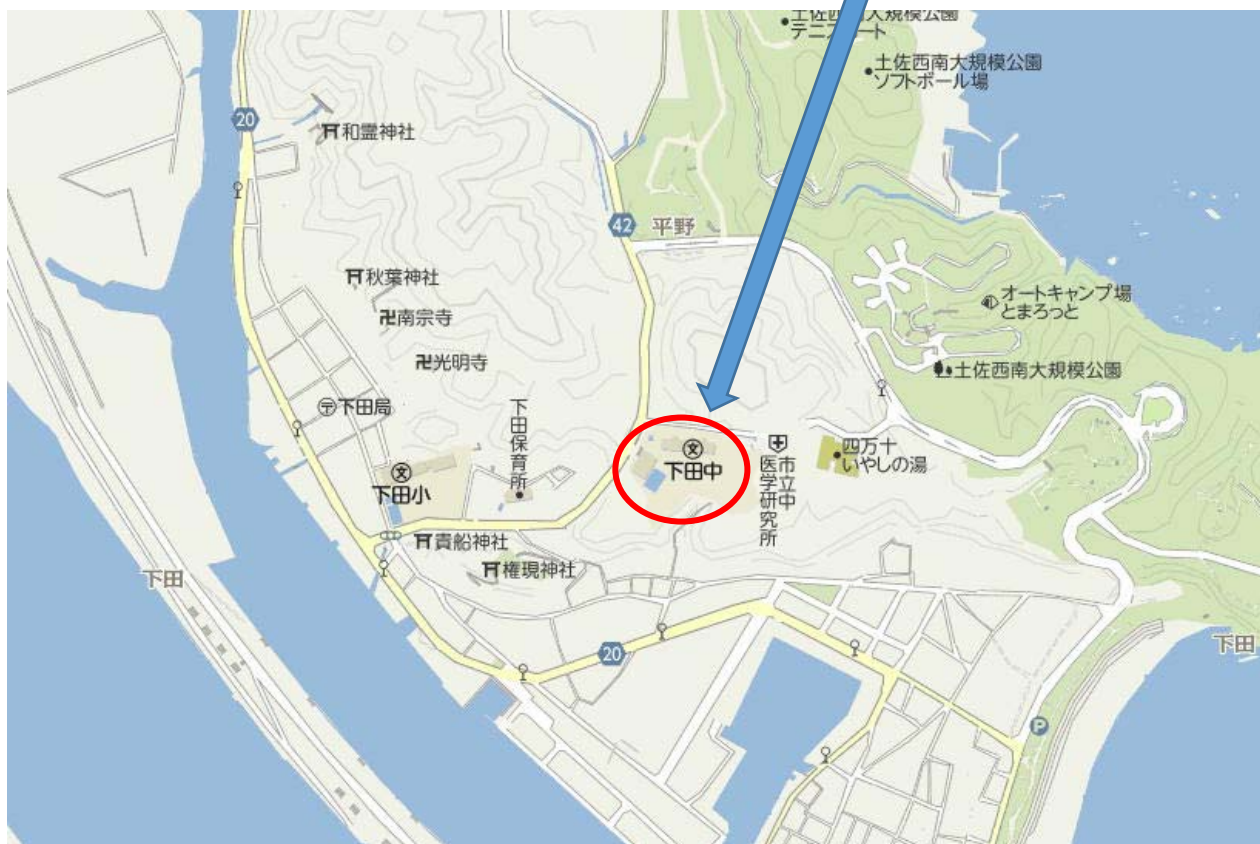 土佐西南大規模公園
テニスコート
土佐西南大規模公園
ソフトボール場
20
和霊神社
42
平野
秋葉神社
オートキャンプ場
とまろっと
南宗寺
光明寺
土佐西南大規模公園
下田局
下田保育所
文
下田中
市立中
医学研究所
四万十
いやしの湯
文
下田小
貴船神社
権現神社
下田
下田
20
P